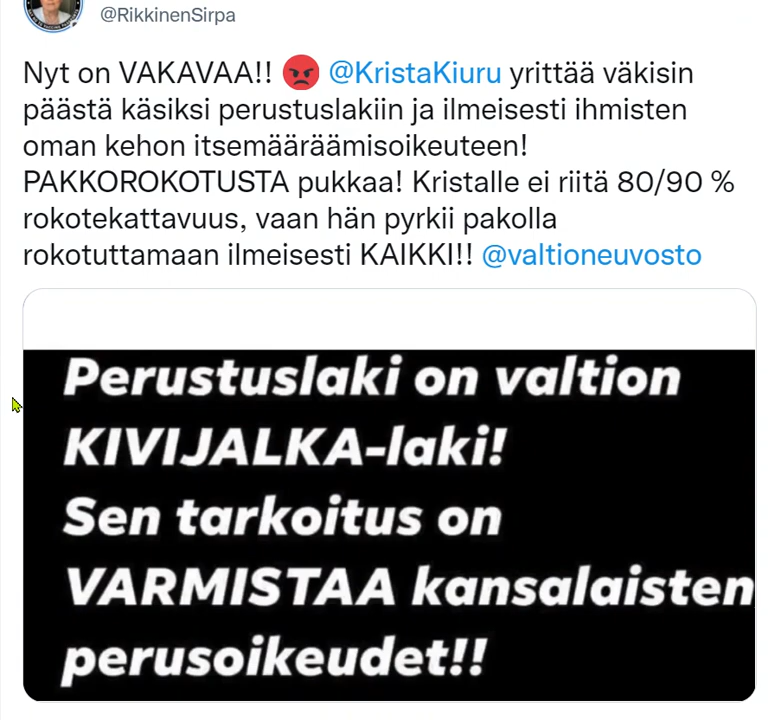 @RikkinenSirpa
Nyt on VAKAVAA!! 😡 @KristaKiuru yrittää väkisin
päästä käsiksi perustuslakiin ja ilmeisesti ihmisten
oman kehon itsemääräämisoikeuteen!
PAKKOROKOTUSTA pukkaa! Kristalle ei riitä 80/90 %
rokotekattavuus, vaan hän pyrkii pakolla
rokotuttamaan ilmeisesti KAIKKI!! @valtioneuvosto
Perustuslaki on valtion
KIVIJALKA-laki!
Sen tarkoitus on
VARMISTAA kansalaisten
perusoikeudet!!